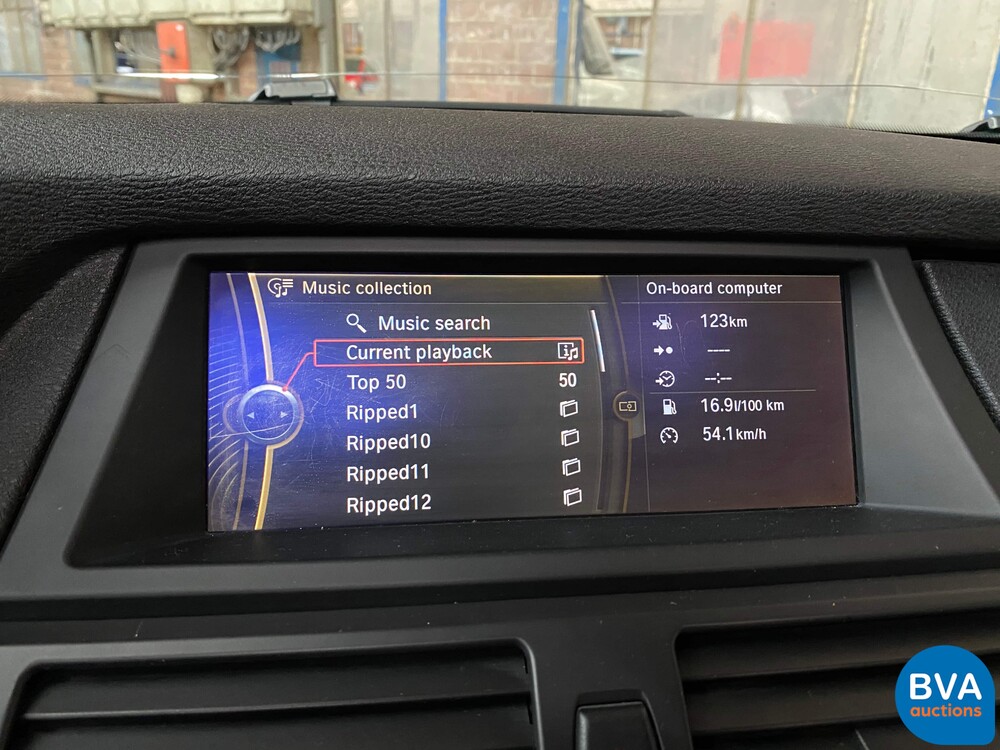 Music collection
Music search
Current playback
Top 50 50
Ripped1
Ripped10
Ripped11
Ripped12
On-board computer
123km
----
--:--
16.9l/100 km
54.1km/h
BVA
auctions